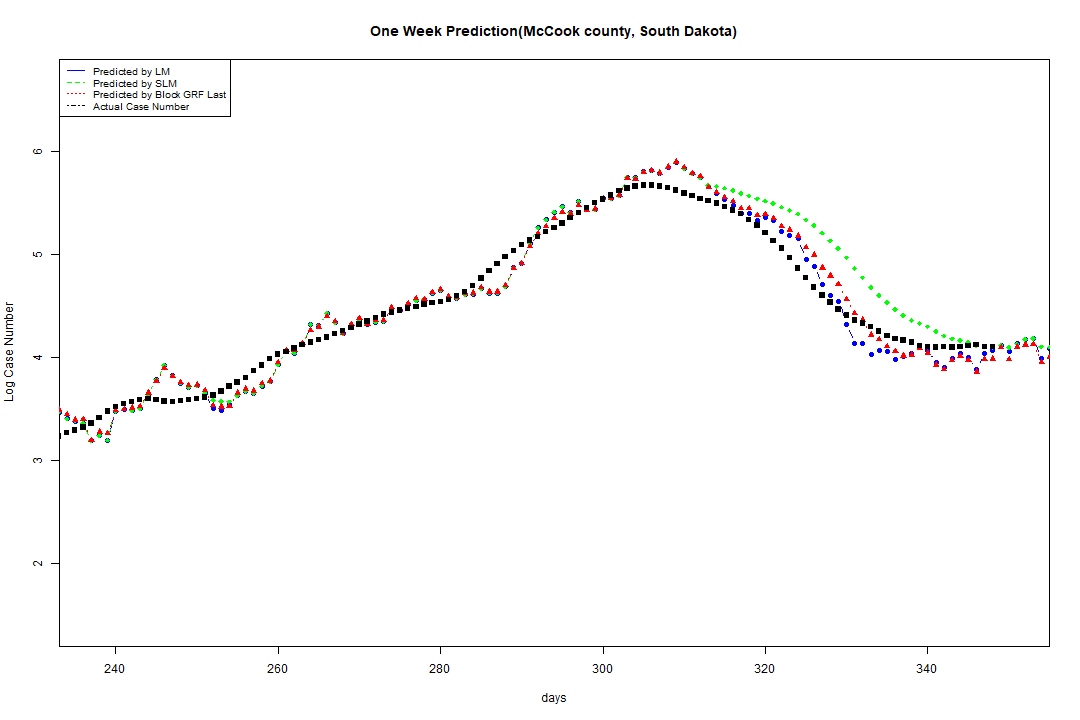 One Week Prediction(McCook county, South Dakota)
Predicted by LM
Predicted by SLM
Predicted by Block GRF Last
Actual Case Number
Log Case Number
6
5
4
3
2
240 260 280 300 320 340
days